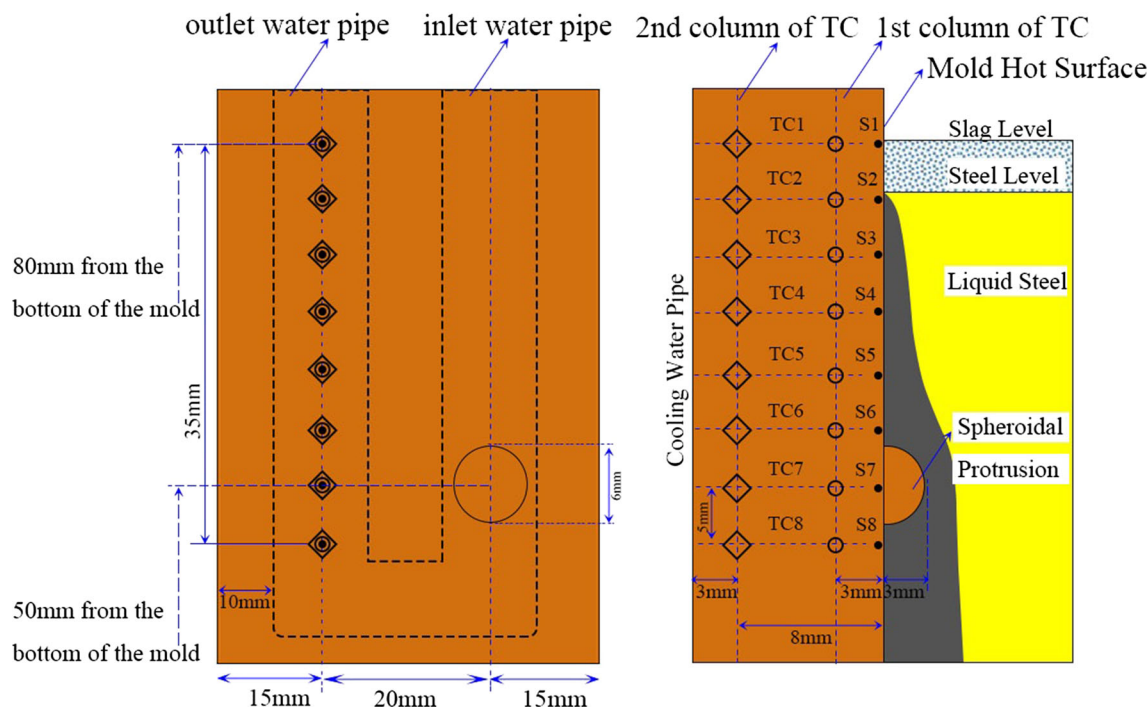 outlet water pipe
inlet water pipe
80mm from the
bottom of the mold
35mm
6mm
10mm
50mm from the
bottom of the mold
15mm
20mm
15mm
2nd column of TC
1st column of TC
Mold Hot Surface
TC1
S1
Slag Level
TC2
S2
Steel Level
TC3
S3
Liquid Steel
TC4
S4
Cooling Water Pipe
TC5
S5
TC6
S6
Spheroidal
Protrusion
TC7
S7
5mm
TC8
S8
3mm
3mm
3mm
8mm